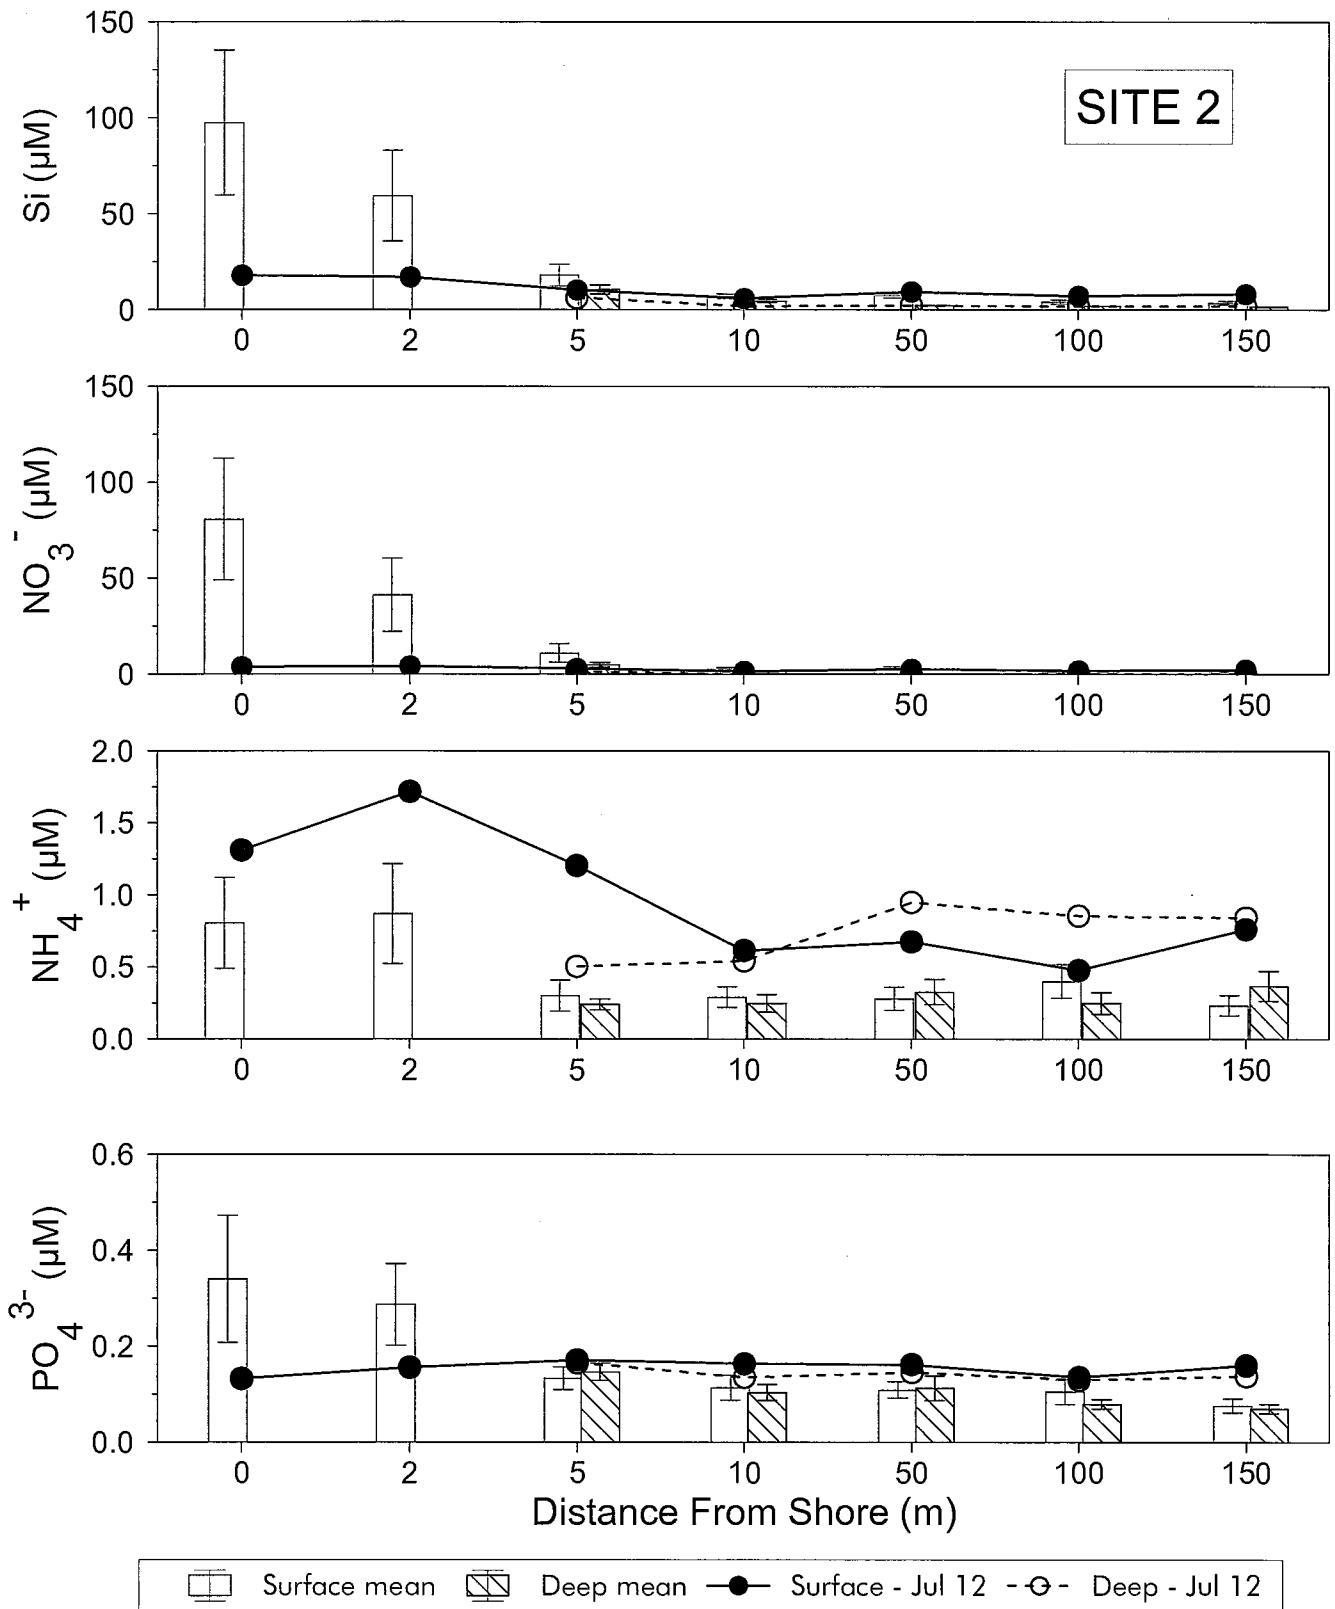 SITE 2
Si (µM)
150
100
50
0
0 2 5 10 50 100 150
NO3- (µM)
150
100
50
0
0 2 5 10 50 100 150
NH4+ (µM)
2.0
1.5
1.0
0.5
0.0
0 2 5 10 50 100 150
PO43- (µM)
0.6
0.4
0.2
0.0
0 2 5 10 50 100 150
Distance From Shore (m)
Surface mean Deep mean Surface - Jul 12 Deep - Jul 12